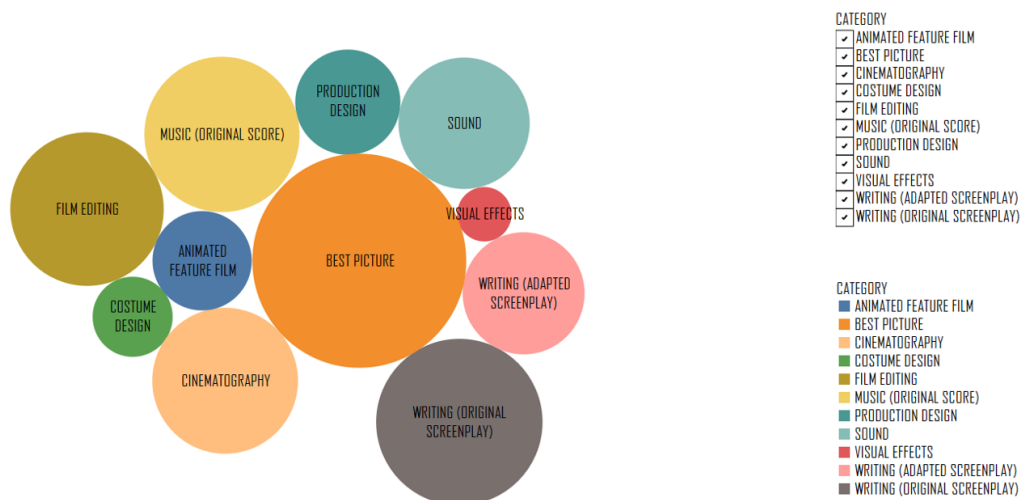 PRODUCTION
DESIGN
MUSIC (ORIGINAL SCORE)
SOUND
FILM EDITING
VISUAL EFFECTS
ANIMATED
FEATURE FILM
BEST PICTURE
WRITING (ADAPTED
SCREENPLAY)
COSTUME
DESIGN
CINEMATOGRAPHY
WRITING (ORIGINAL
SCREENPLAY)
CATEGORY
ANIMATED FEATURE FILM
BEST PICTURE
CINEMATOGRAPHY
COSTUME DESIGN
FILM EDITING
MUSIC (ORIGINAL SCORE)
PRODUCTION DESIGN
SOUND
VISUAL EFFECTS
WRITING (ADAPTED SCREENPLAY)
WRITING (ORIGINAL SCREENPLAY)
CATEGORY
ANIMATED FEATURE FILM
BEST PICTURE
CINEMATOGRAPHY
COSTUME DESIGN
FILM EDITING
MUSIC (ORIGINAL SCORE)
PRODUCTION DESIGN
SOUND
VISUAL EFFECTS
WRITING (ADAPTED SCREENPLAY)
WRITING (ORIGINAL SCREENPLAY)